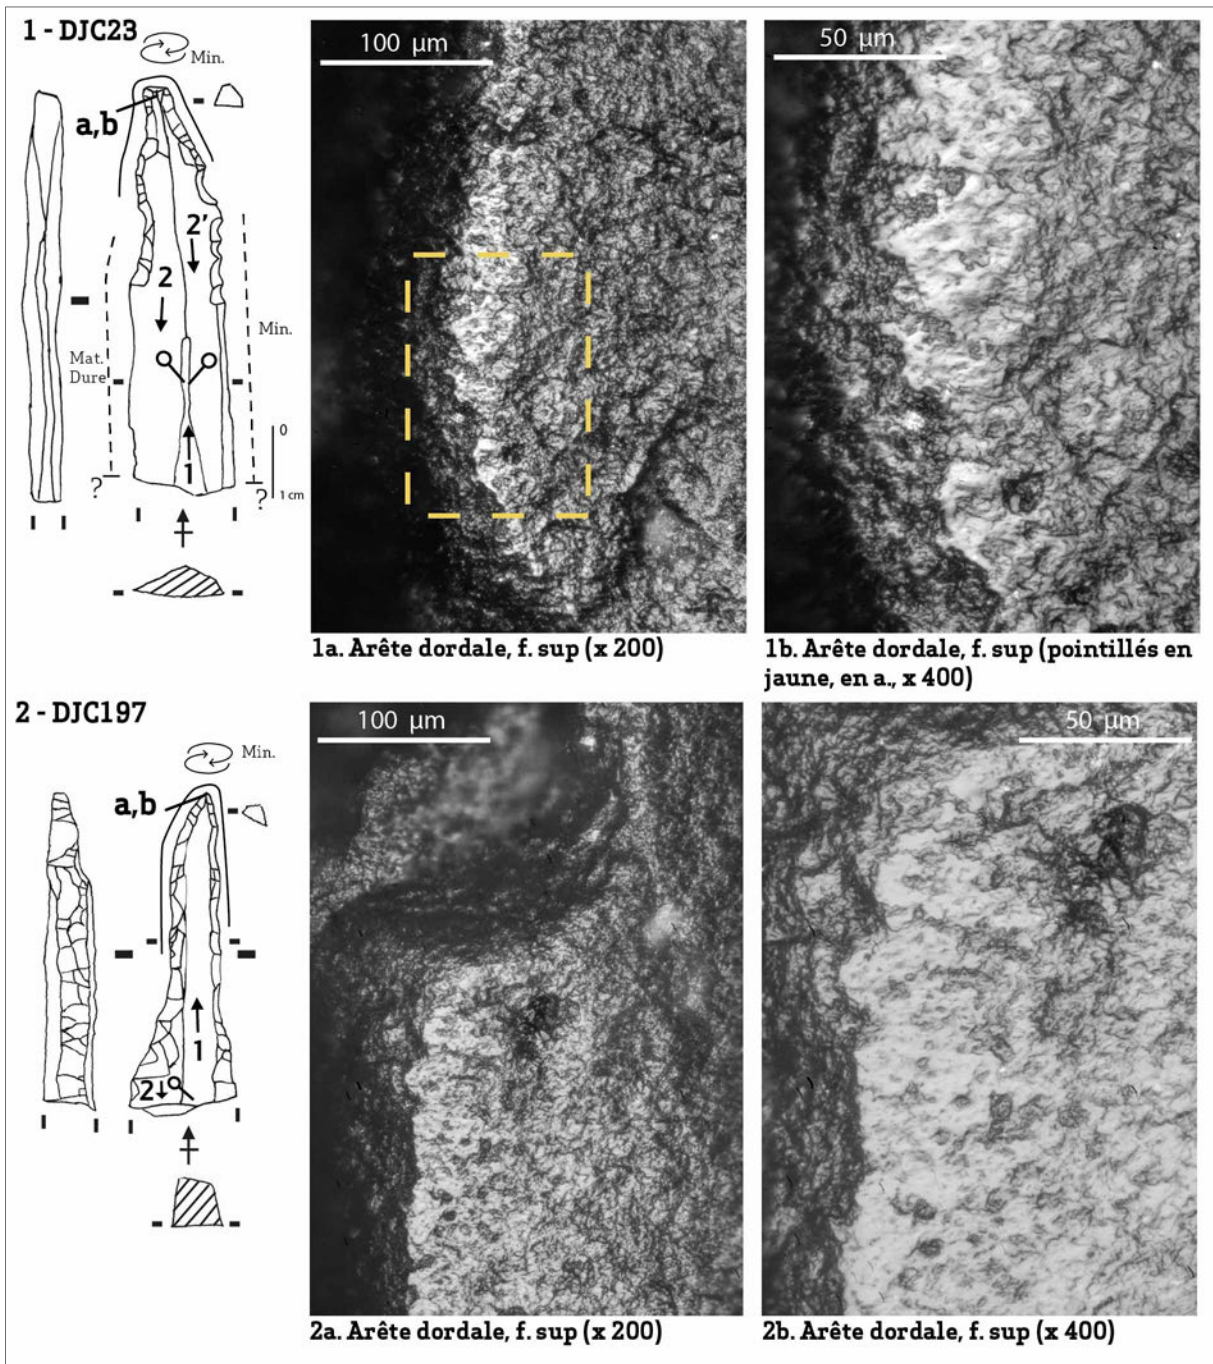 1 - DJC23
Min.
a,b
2'
2
Min.
Mat.
Dure
0
1 cm
1
?
?
100 µm
50 µm
1a. Arête dordale, f. sup (x 200)
1b. Arête dordale, f. sup (pointillés en
jaune, en a., x 400)
2 - DJC197
Min.
a,b
1
2
100 µm
50 µm
2a. Arête dordale, f. sup (x 200)
2b. Arête dordale, f. sup (x 400)